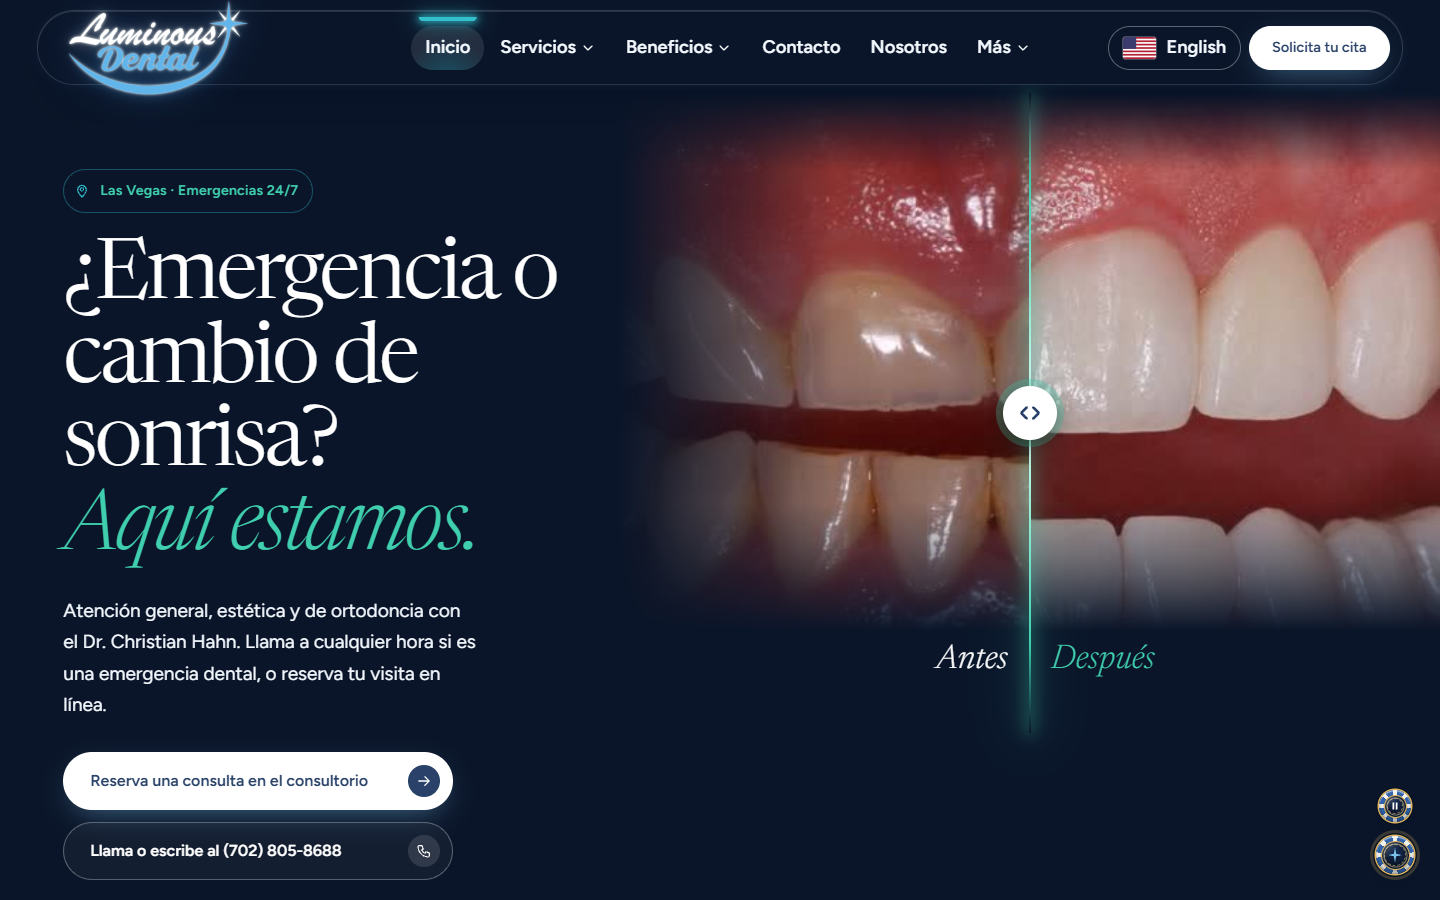 Luminous
Dental
Inicio
Servicios
Beneficios
Contacto
Nosotros
Más
English
Solicita tu cita
Las Vegas · Emergencias 24/7
¿Emergencia o
cambio de
sonrisa?
Aquí estamos.
Atención general, estética y de ortodoncia con
el Dr. Christian Hahn. Llama a cualquier hora si es
una emergencia dental, o reserva tu visita en
línea.
Reserva una consulta en el consultorio
Llama o escribe al (702) 805-8688
Antes
Después